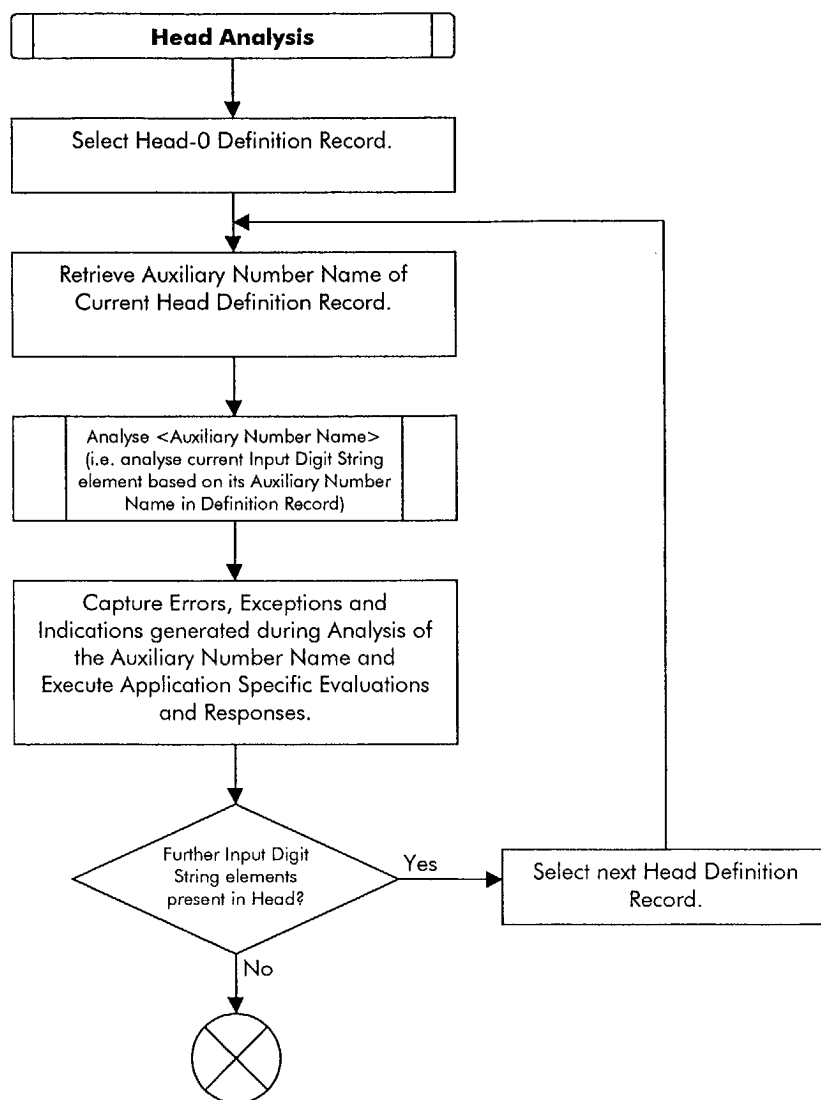 Head Analysis
Select Head-0 Definition Record.
Retrieve Auxiliary Number Name of
Current Head Definition Record.
Analyse <Auxiliary Number Name>
(i.e. analyse current Input Digit String
element based on its Auxiliary Number
Name in Definition Record)
Capture Errors, Exceptions and
Indications generated during Analysis of
the Auxiliary Number Name and
Execute Application Specific Evaluations
and Responses.
Further Input Digit
String elements
present in Head?
Yes
Select next Head Definition
Record.
No